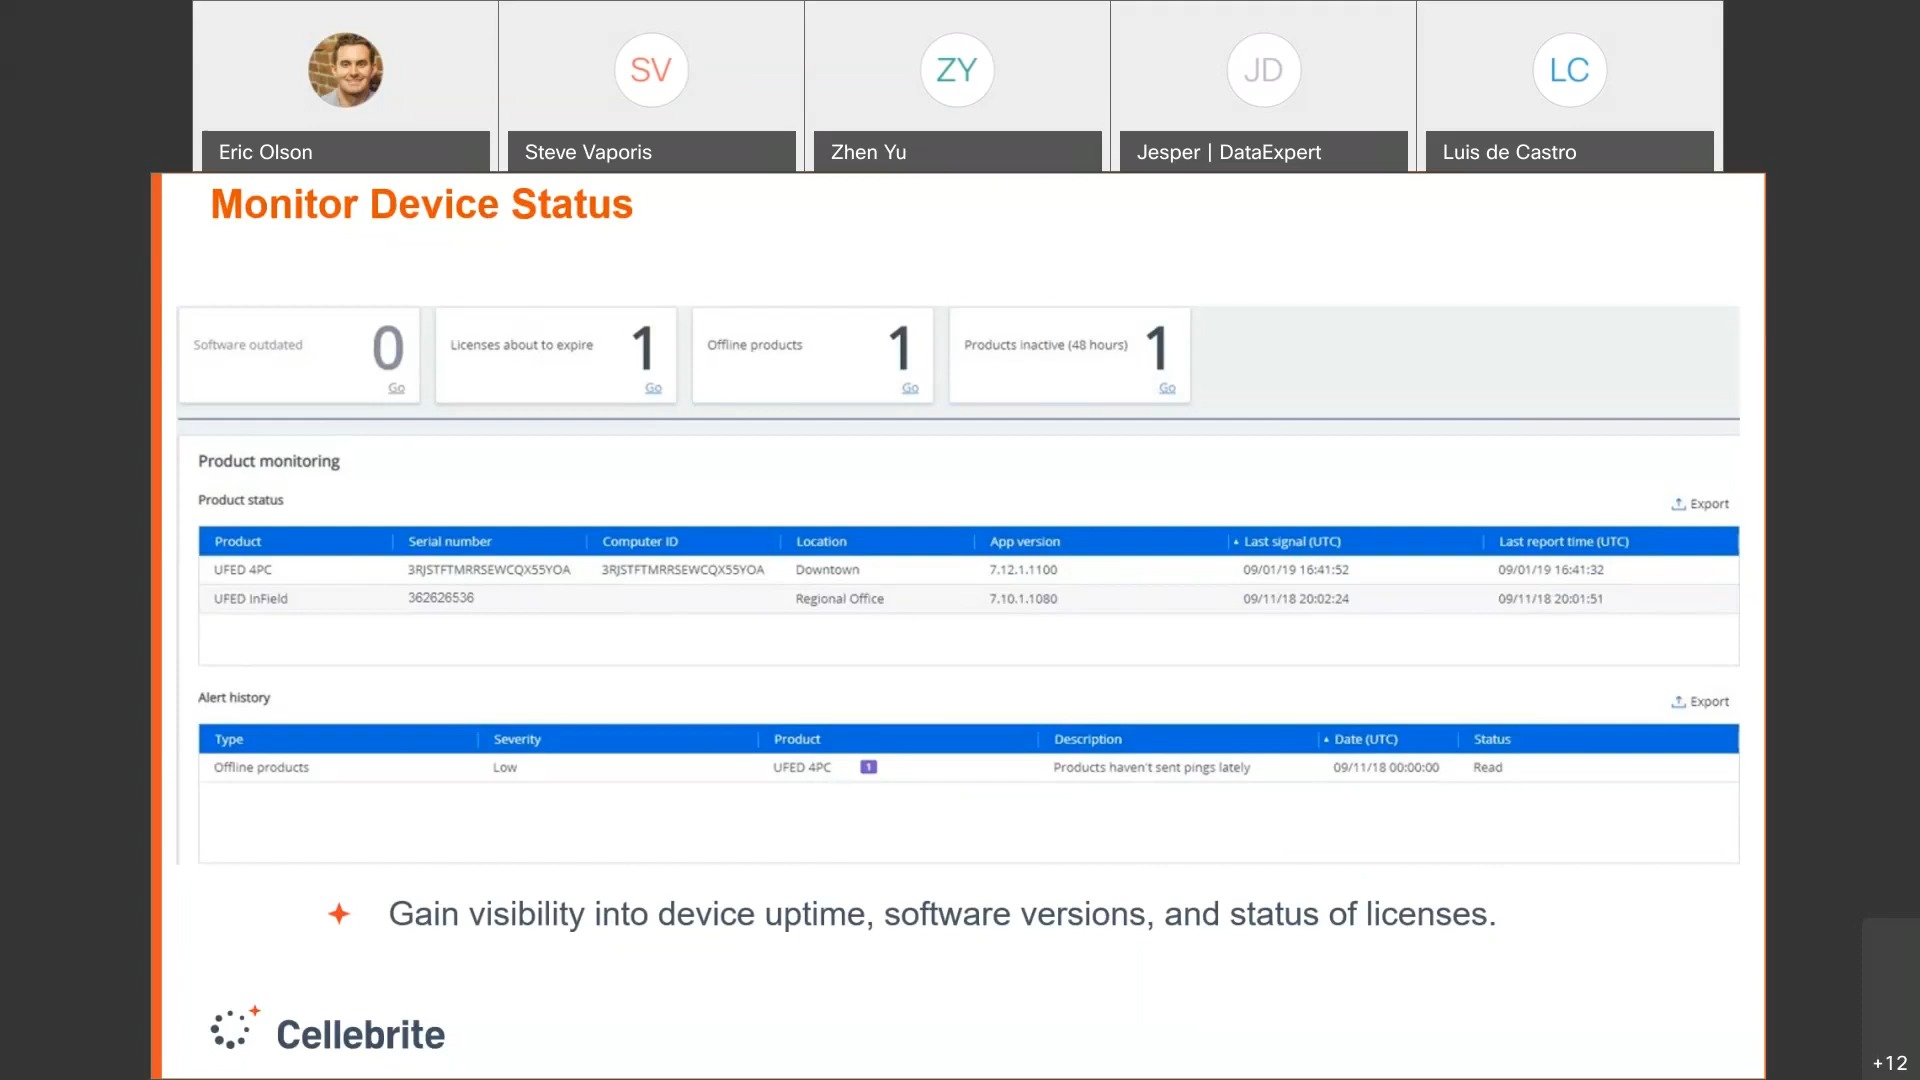 SV
ZY
JD
LC
Eric Olson
Steve Vaporis
Zhen Yu
Jesper | DataExpert
Luis de Castro
Monitor Device Status
Software outdated 0 Go
Licenses about to expire 1 Go
Offline products 1 Go
Products inactive (48 hours) 1 Go
Product monitoring
Product status
Export
Product Serial number Computer ID Location App version Last signal (UTC) Last report time (UTC)
UFED 4PC 3RJSTFTMRRSEWCQX55YOA 3RJSTFTMRRSEWCQX55YOA Downtown 7.12.1.1100 09/01/19 16:41:52 09/01/19 16:41:32
UFED InField 362626536 Regional Office 7.10.1.1080 09/11/18 20:02:24 09/11/18 20:01:51
Alert history
Export
Type Severity Product Description Date (UTC) Status
Offline products Low UFED 4PC 1 Products haven't sent pings lately 09/11/18 00:00:00 Read
Gain visibility into device uptime, software versions, and status of licenses.
Cellebrite
+12